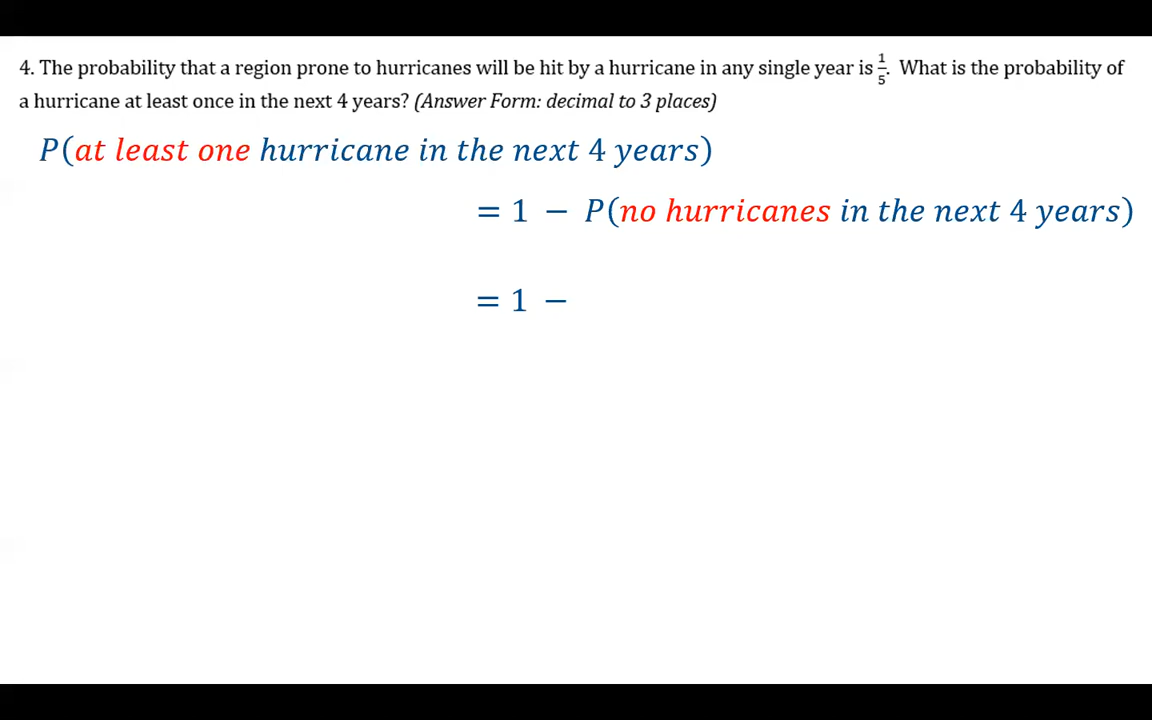 4. The probability that a region prone to hurricanes will be hit by a hurricane in any single year is 1/5. What is the probability of
a hurricane at least once in the next 4 years? (Answer Form: decimal to 3 places)
P(at least one hurricane in the next 4 years)
= 1 − P(no hurricanes in the next 4 years)
= 1 −